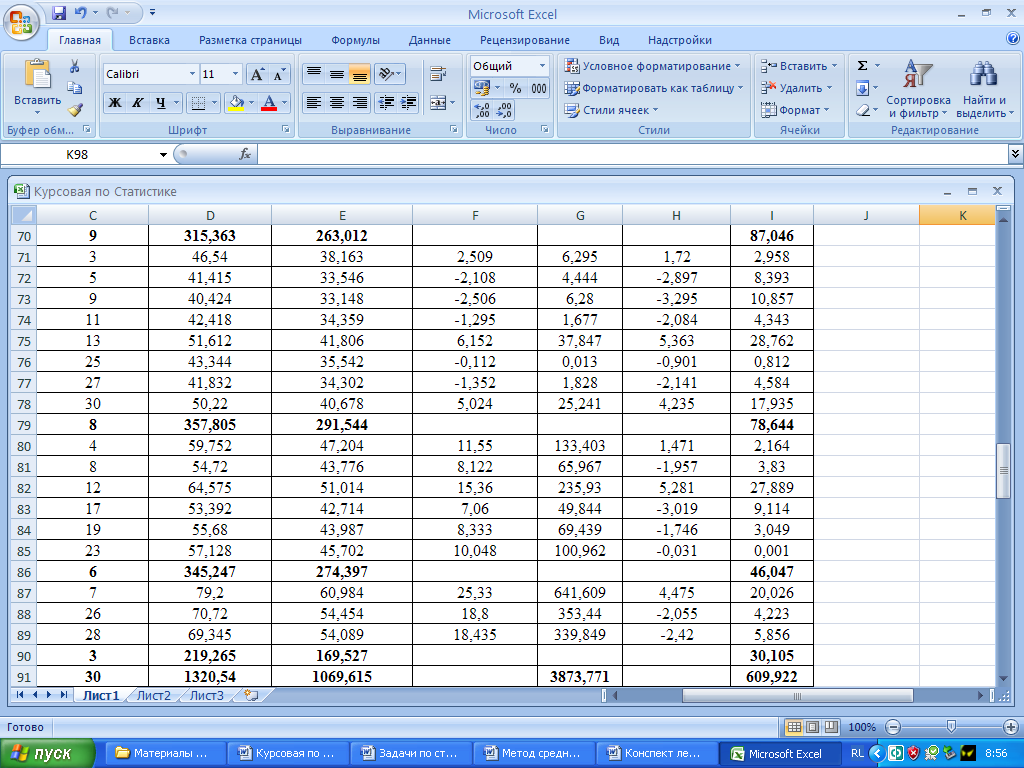 Microsoft Excel
Главная Вставка Разметка страницы Формулы Данные Рецензирование Вид Надстройки
Вставить
Буфер обм...
Calibri 11
Ж К Ч
Шрифт
Выравнивание
Общий
% 000
Число
Условное форматирование
Форматировать как таблицу
Стили ячеек
Стили
Вставить
Удалить
Формат
Ячейки
Σ
Сортировка и фильтр
Найти и выделить
Редактирование
K98 fx
Курсовая по Статистике
C D E F G H I J K
70 9 315,363 263,012 87,046
71 3 46,54 38,163 2,509 6,295 1,72 2,958
72 5 41,415 33,546 -2,108 4,444 -2,897 8,393
73 9 40,424 33,148 -2,506 6,28 -3,295 10,857
74 11 42,418 34,359 -1,295 1,677 -2,084 4,343
75 13 51,612 41,806 6,152 37,847 5,363 28,762
76 25 43,344 35,542 -0,112 0,013 -0,901 0,812
77 27 41,832 34,302 -1,352 1,828 -2,141 4,584
78 30 50,22 40,678 5,024 25,241 4,235 17,935
79 8 357,805 291,544 78,644
80 4 59,752 47,204 11,55 133,403 1,471 2,164
81 8 54,72 43,776 8,122 65,967 -1,957 3,83
82 12 64,575 51,014 15,36 235,93 5,281 27,889
83 17 53,392 42,714 7,06 49,844 -3,019 9,114
84 19 55,68 43,987 8,333 69,439 -1,746 3,049
85 23 57,128 45,702 10,048 100,962 -0,031 0,001
86 6 345,247 274,397 46,047
87 7 79,2 60,984 25,33 641,609 4,475 20,026
88 26 70,72 54,454 18,8 353,44 -2,055 4,223
89 28 69,345 54,089 18,435 339,849 -2,42 5,856
90 3 219,265 169,527 30,105
91 30 1320,54 1069,615 3873,771 609,922
Лист1 Лист2 Лист3
Готово 100%
пуск Материалы ... Курсовая по ... Задачи по ст... Метод средн... Конспект ле... Microsoft Excel RL 8:56